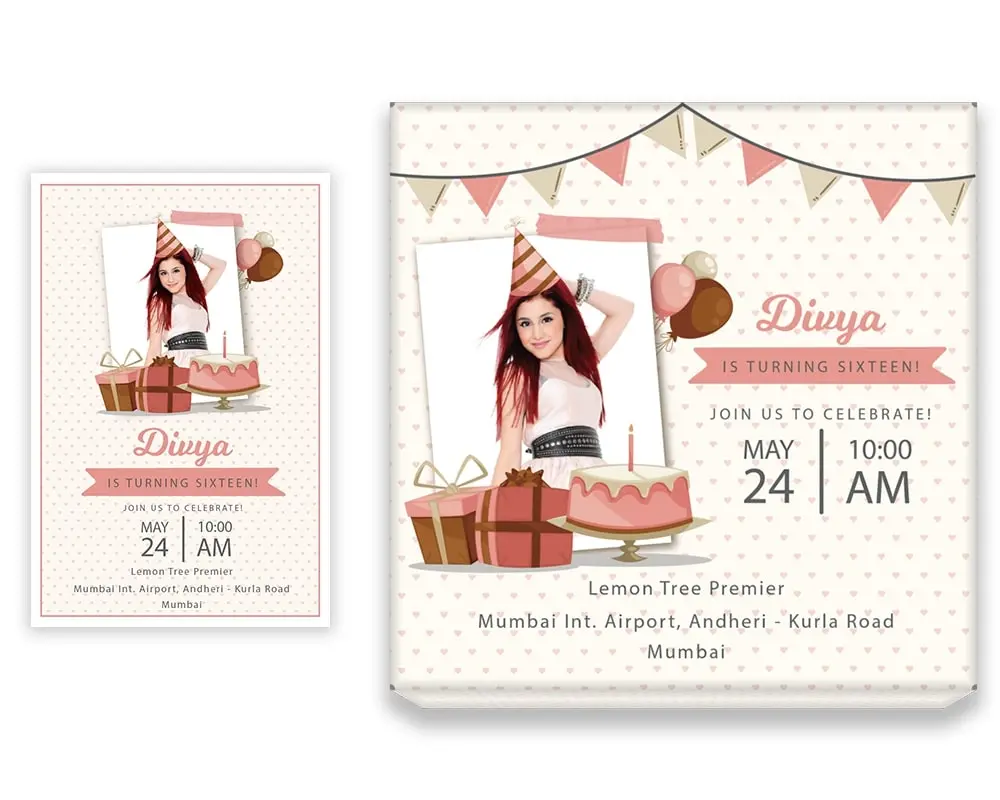 Divya
IS TURNING SIXTEEN!
JOIN US TO CELEBRATE!
MAY
24
10:00
AM
Lemon Tree Premier
Mumbai Int. Airport, Andheri - Kurla Road
Mumbai
Divya
IS TURNING SIXTEEN!
JOIN US TO CELEBRATE!
MAY
24
10:00
AM
Lemon Tree Premier
Mumbai Int. Airport, Andheri - Kurla Road
Mumbai